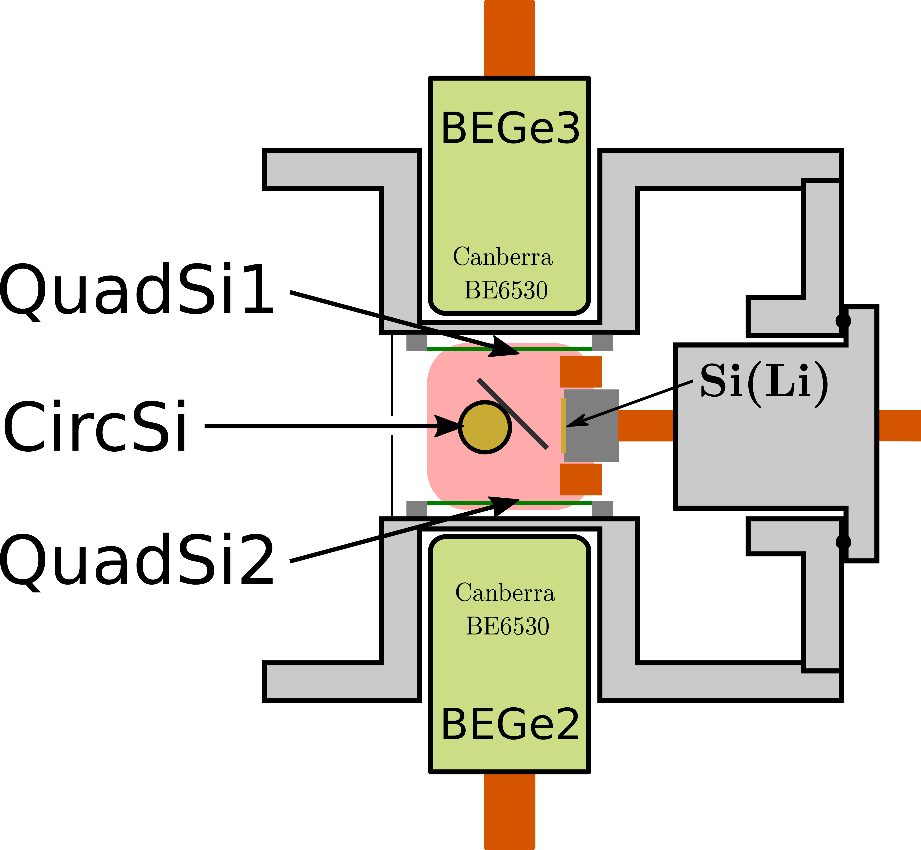 BEGe3
Canberra
BE6530
QuadSi1
Si(Li)
CircSi
QuadSi2
Canberra
BE6530
BEGe2